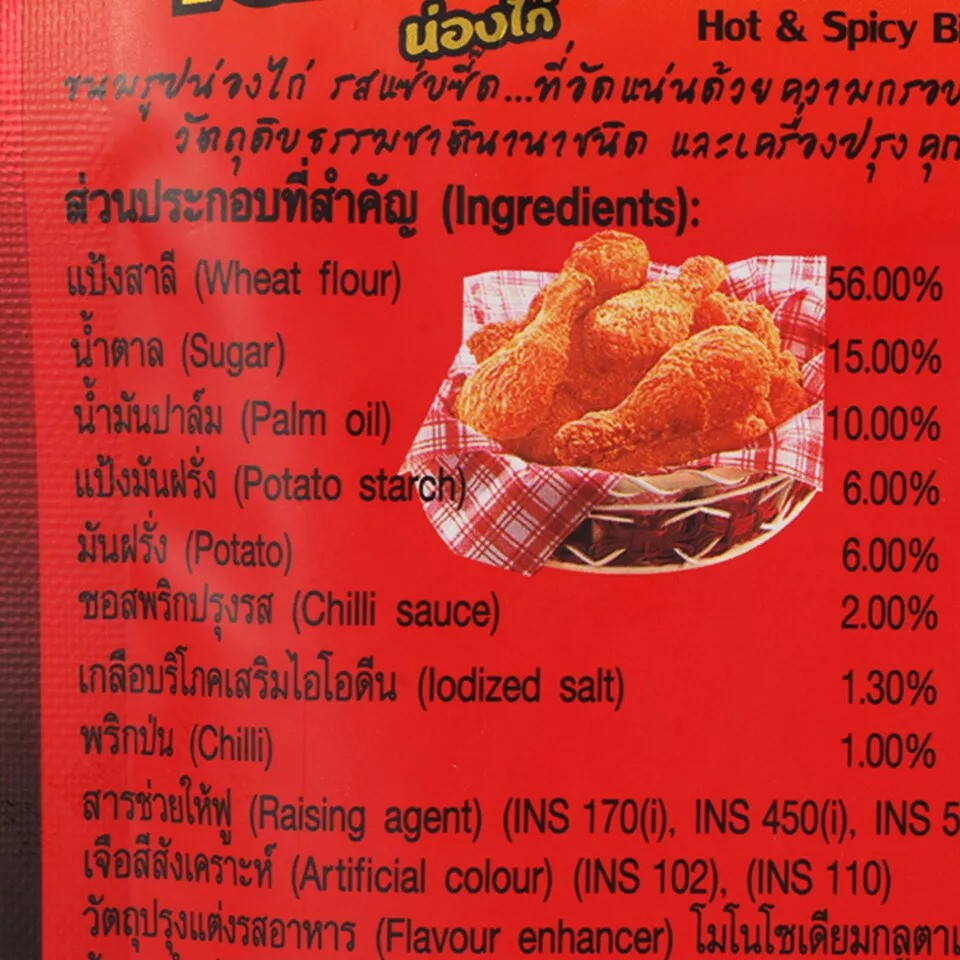 น่องไก่
Hot & Spicy
ขนมรูปน่องไก่ รสแซ่บซี๊ด...ที่อัดแน่นด้วยความกรอบ
วัตถุดิบธรรมชาตินานาชนิด และเครื่องปรุง
ส่วนประกอบที่สำคัญ (Ingredients):
แป้งสาลี (Wheat flour) 56.00%
น้ำตาล (Sugar) 15.00%
น้ำมันปาล์ม (Palm oil) 10.00%
แป้งมันฝรั่ง (Potato starch) 6.00%
มันฝรั่ง (Potato) 6.00%
ซอสพริกปรุงรส (Chilli sauce) 2.00%
เกลือบริโภคเสริมไอโอดีน (Iodized salt) 1.30%
พริกป่น (Chilli) 1.00%
สารช่วยให้ฟู (Raising agent) (INS 170(i), INS 450(i), INS
เจือสีสังเคราะห์ (Artificial colour) (INS 102), (INS 110)
วัตถุปรุงแต่งรสอาหาร (Flavour enhancer) โมโนโซเดียมกลูตา